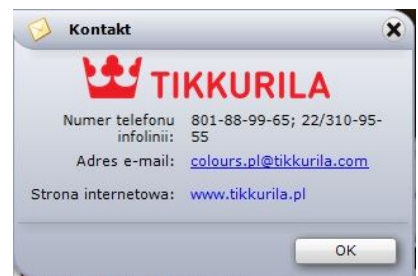 Kontakt
TIKKURILA
Numer telefonu 801-88-99-65; 22/310-95-
infolinii: 55
Adres e-mail: colours.pl@tikkurila.com
Strona internetowa: www.tikkurila.pl
OK